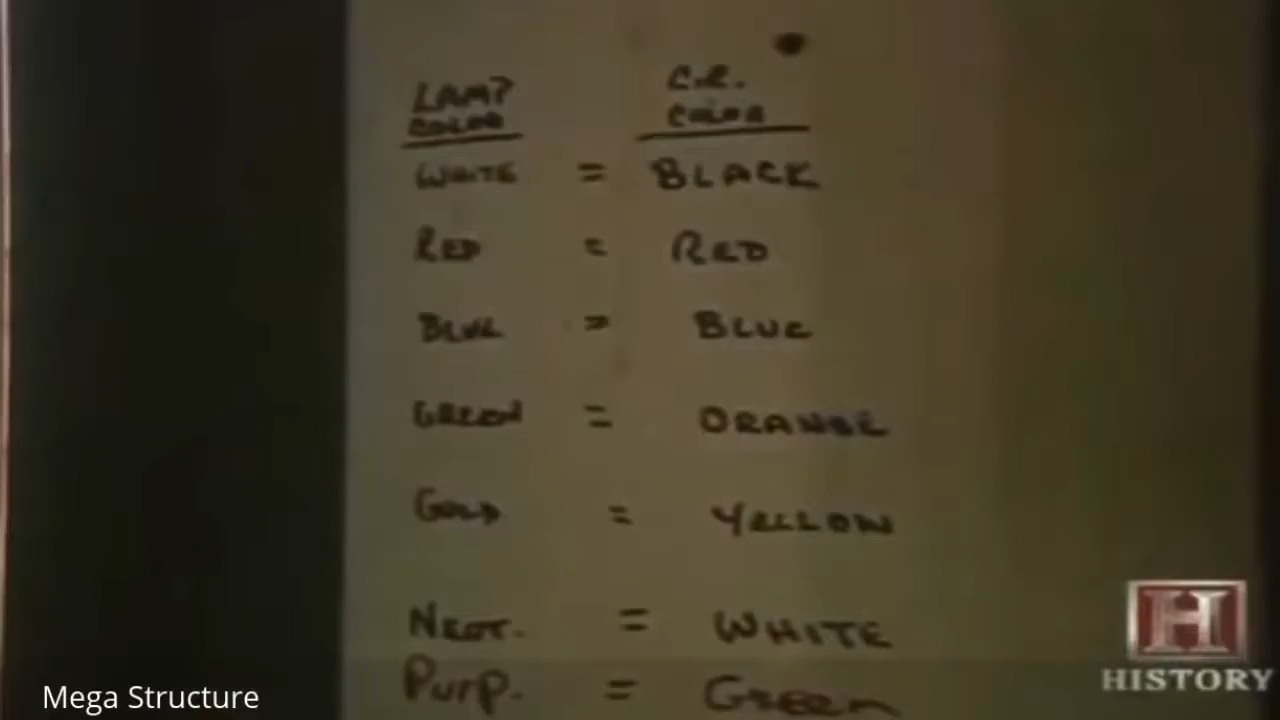 LAMP C.R.
COLOR COLOR
WHITE = BLACK
RED = RED
BLUE = BLUE
GREEN = ORANGE
GOLD = YELLOW
NEUT. = WHITE
PURP. = GREEN
Mega Structure
H
HISTORY